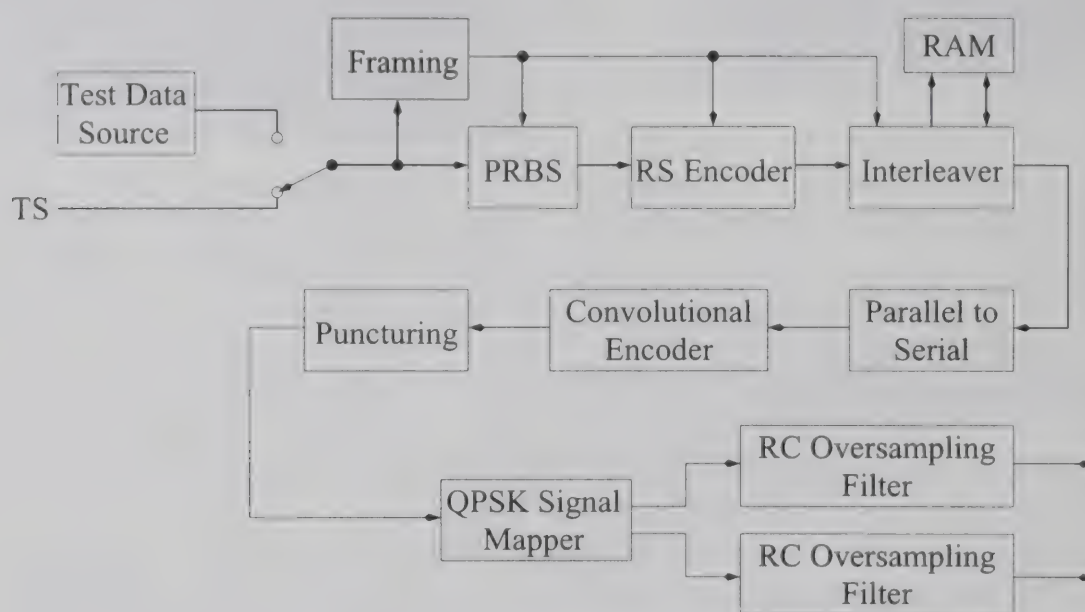 Framing
RAM
Test Data
Source
PRBS
RS Encoder
Interleaver
TS
Puncturing
Convolutional
Encoder
Parallel to
Serial
RC Oversampling
Filter
QPSK Signal
Mapper
RC Oversampling
Filter